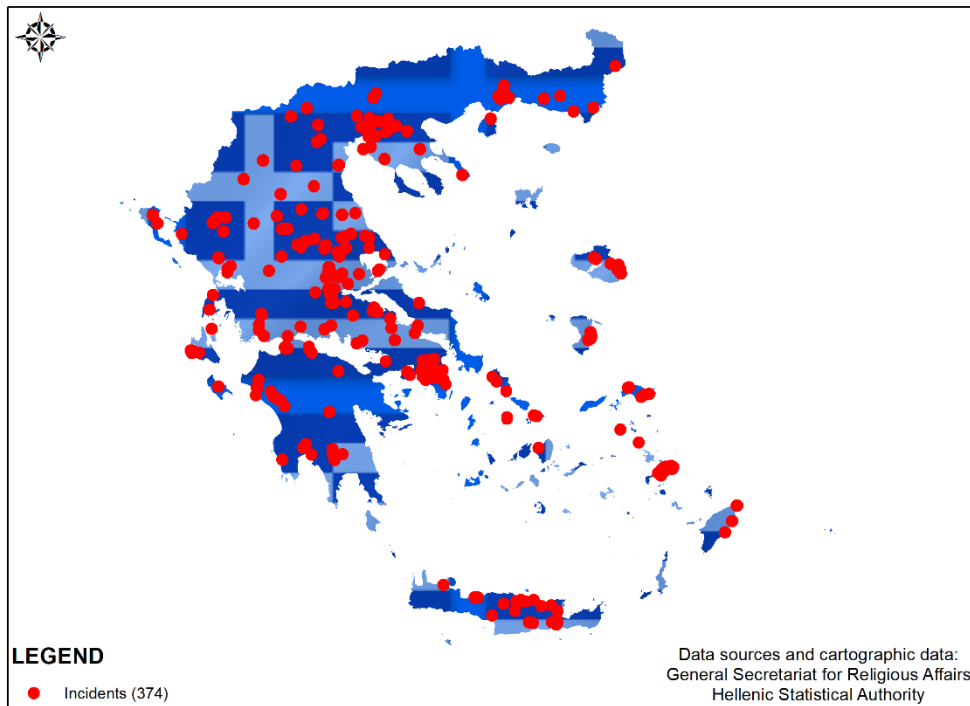 LEGEND
Incidents (374)
Data sources and cartographic data:
General Secretariat for Religious Affairs
Hellenic Statistical Authority